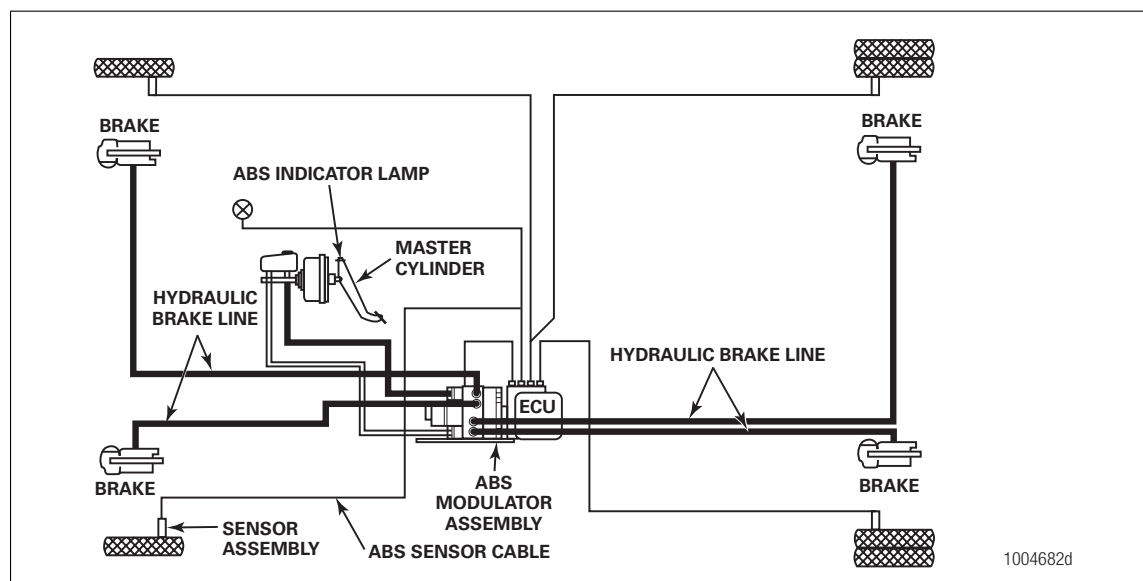 BRAKE
BRAKE
ABS INDICATOR LAMP
MASTER
CYLINDER
HYDRAULIC
BRAKE LINE
HYDRAULIC BRAKE LINE
ECU
BRAKE
BRAKE
ABS
MODULATOR
ASSEMBLY
SENSOR
ASSEMBLY
ABS SENSOR CABLE
1004682d